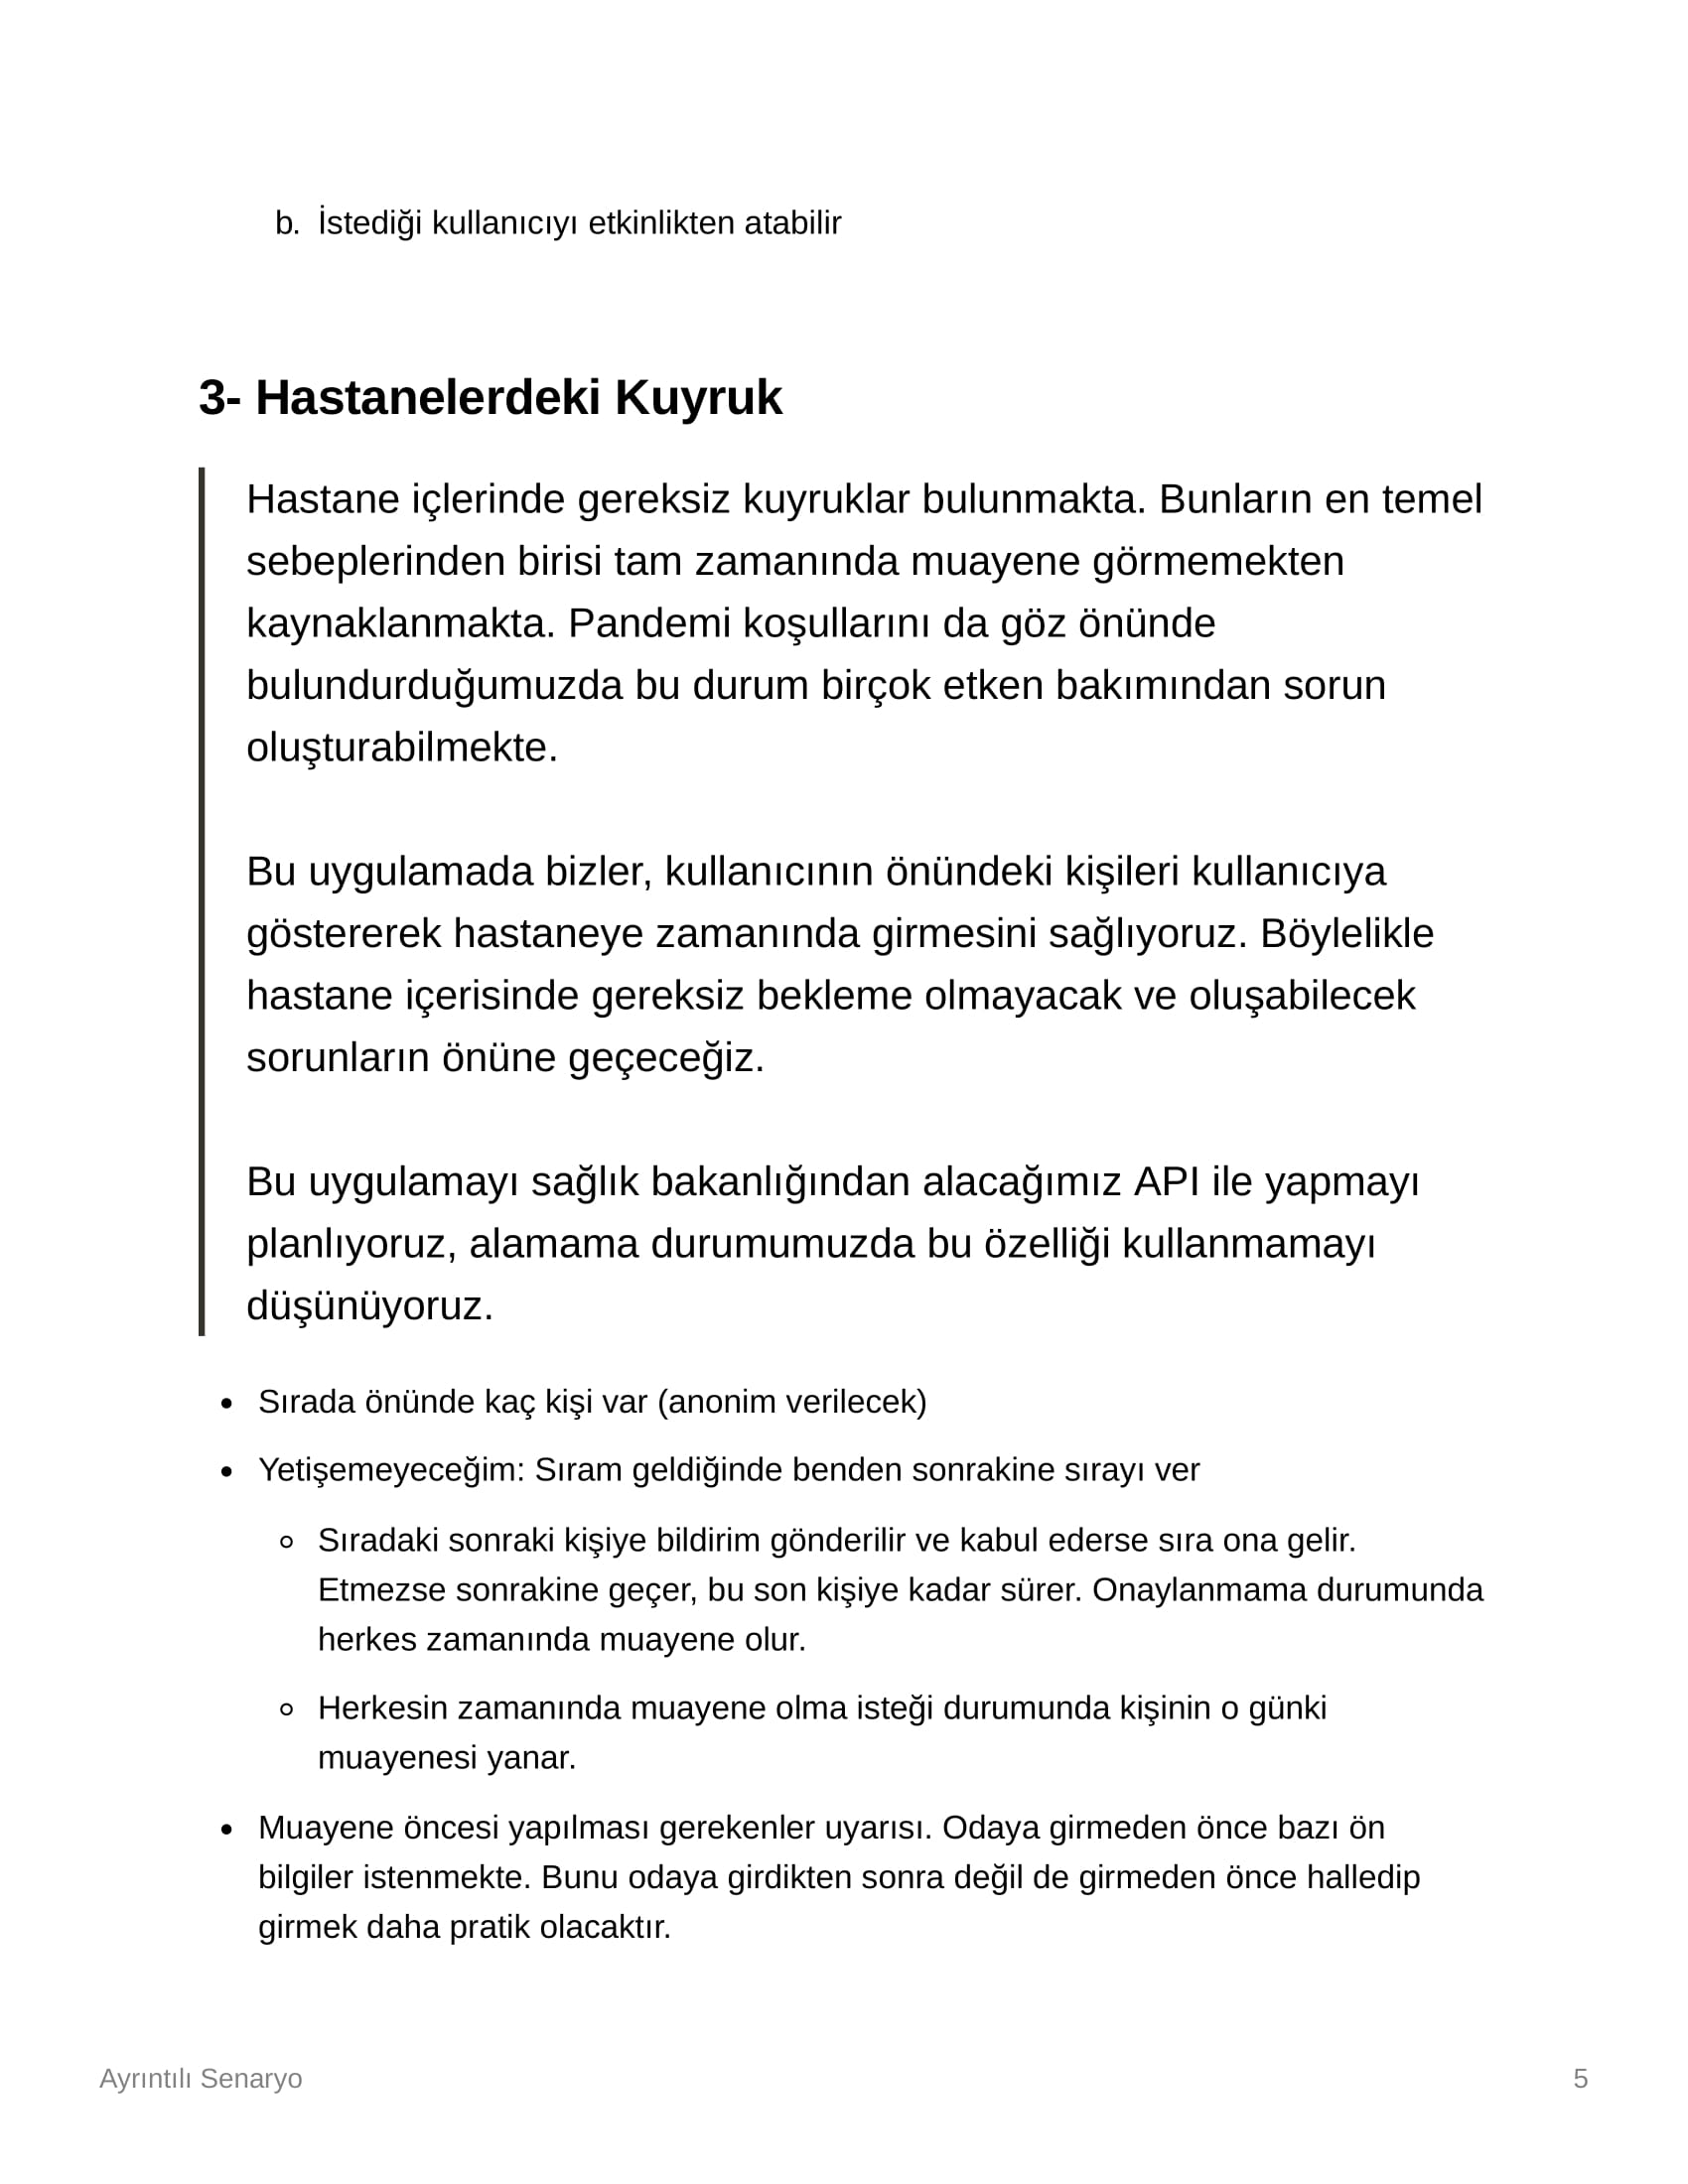 b. İstediği kullanıcıyı etkinlikten atabilir
3- Hastanelerdeki Kuyruk
Hastane içlerinde gereksiz kuyruklar bulunmakta. Bunların en temel
sebeplerinden birisi tam zamanında muayene görmemekten
kaynaklanmakta. Pandemi koşullarını da göz önünde
bulundurduğumuzda bu durum birçok etken bakımından sorun
oluşturabilmekte.
Bu uygulamada bizler, kullanıcının önündeki kişileri kullanıcıya
göstererek hastaneye zamanında girmesini sağlıyoruz. Böylelikle
hastane içerisinde gereksiz bekleme olmayacak ve oluşabilecek
sorunların önüne geçeceğiz.
Bu uygulamayı sağlık bakanlığından alacağımız API ile yapmayı
planlıyoruz, alamama durumumuzda bu özelliği kullanmamayı
düşünüyoruz.
• Sırada önünde kaç kişi var (anonim verilecek)
• Yetişemeyeceğim: Sıram geldiğinde benden sonrakine sırayı ver
◦ Sıradaki sonraki kişiye bildirim gönderilir ve kabul ederse sıra ona gelir.
Etmezse sonrakine geçer, bu son kişiye kadar sürer. Onaylanmama durumunda
herkes zamanında muayene olur.
◦ Herkesin zamanında muayene olma isteği durumunda kişinin o günki
muayenesi yanar.
• Muayene öncesi yapılması gerekenler uyarısı. Odaya girmeden önce bazı ön
bilgiler istenmekte. Bunu odaya girdikten sonra değil de girmeden önce halledip
girmek daha pratik olacaktır.
Ayrıntılı Senaryo
5